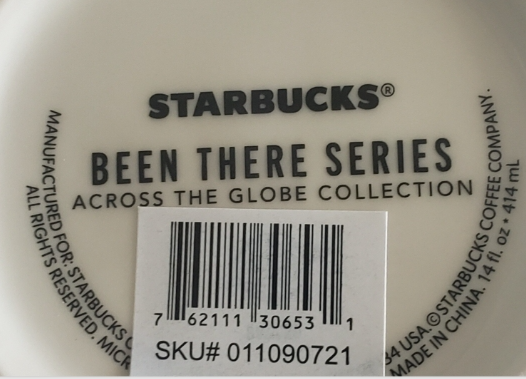 STARBUCKS®
BEEN THERE SERIES
ACROSS THE GLOBE COLLECTION
MANUFACTURED FOR: STARBUCKS
ALL RIGHTS RESERVED.
7 62111 30653 1
SKU# 011090721
USA. © STARBUCKS COFFEE COMPANY.
MADE IN CHINA. 14 fl. oz • 414 mL